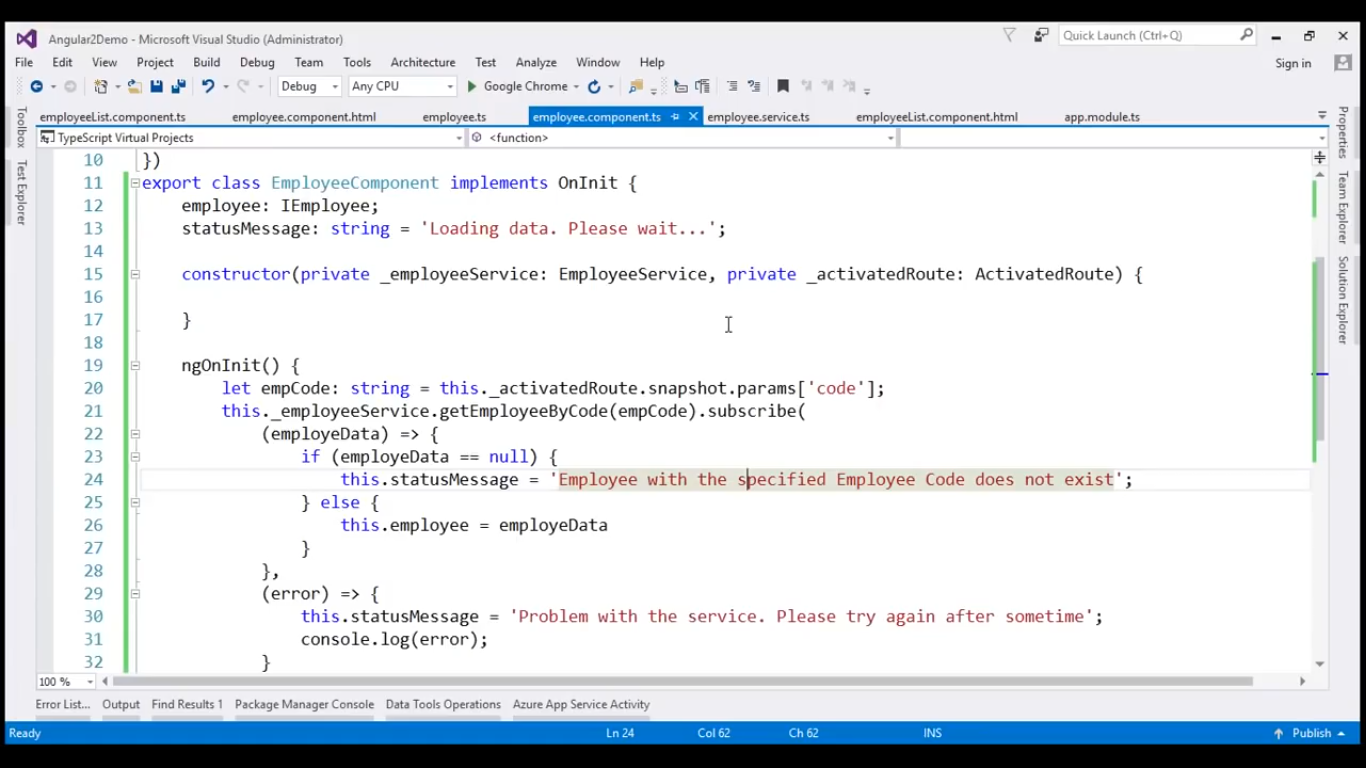 Angular2Demo - Microsoft Visual Studio (Administrator)
Quick Launch (Ctrl+Q)
File Edit View Project Build Debug Team Tools Architecture Test Analyze Window Help
Sign in
Debug Any CPU Google Chrome
employeeList.component.ts employee.component.html employee.ts employee.component.ts employee.service.ts employeeList.component.html app.module.ts
TypeScript Virtual Projects <function>
Toolbox
Test Explorer
Properties
Team Explorer
Solution Explorer
10 })
11 export class EmployeeComponent implements OnInit {
12 employee: IEmployee;
13 statusMessage: string = 'Loading data. Please wait...';
14
15 constructor(private _employeeService: EmployeeService, private _activatedRoute: ActivatedRoute) {
16
17 }
18
19 ngOnInit() {
20 let empCode: string = this._activatedRoute.snapshot.params['code'];
21 this._employeeService.getEmployeeByCode(empCode).subscribe(
22 (employeData) => {
23 if (employeData == null) {
24 this.statusMessage = 'Employee with the specified Employee Code does not exist';
25 } else {
26 this.employee = employeData
27 }
28 },
29 (error) => {
30 this.statusMessage = 'Problem with the service. Please try again after sometime';
31 console.log(error);
32 }
100 %
Error List... Output Find Results 1 Package Manager Console Data Tools Operations Azure App Service Activity
Ready Ln 24 Col 62 Ch 62 INS Publish